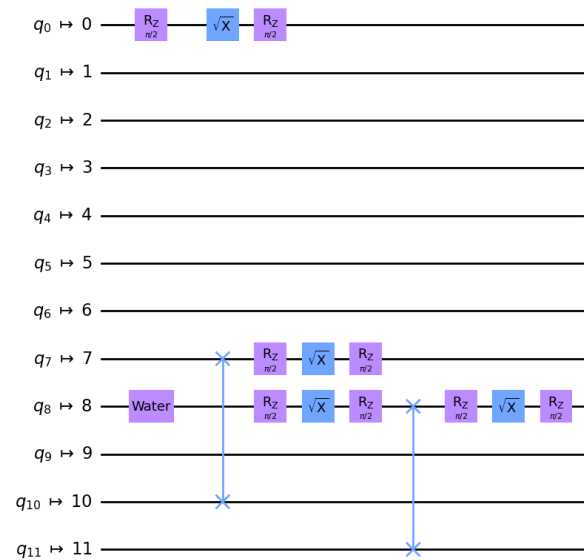 q0 ↦ 0 RZ π/2 √X RZ π/2
q1 ↦ 1
q2 ↦ 2
q3 ↦ 3
q4 ↦ 4
q5 ↦ 5
q6 ↦ 6
q7 ↦ 7 RZ π/2 √X RZ π/2
q8 ↦ 8 Water RZ π/2 √X RZ π/2 RZ π/2 √X RZ π/2
q9 ↦ 9
q10 ↦ 10
q11 ↦ 11